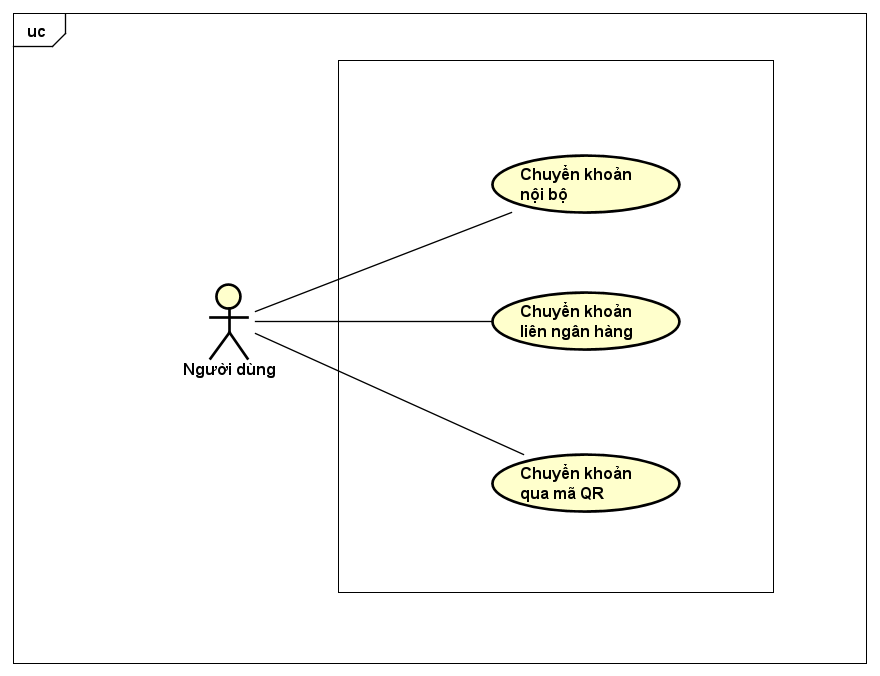 uc
Chuyển khoản
nội bộ
Chuyển khoản
liên ngân hàng
Người dùng
Chuyển khoản
qua mã QR